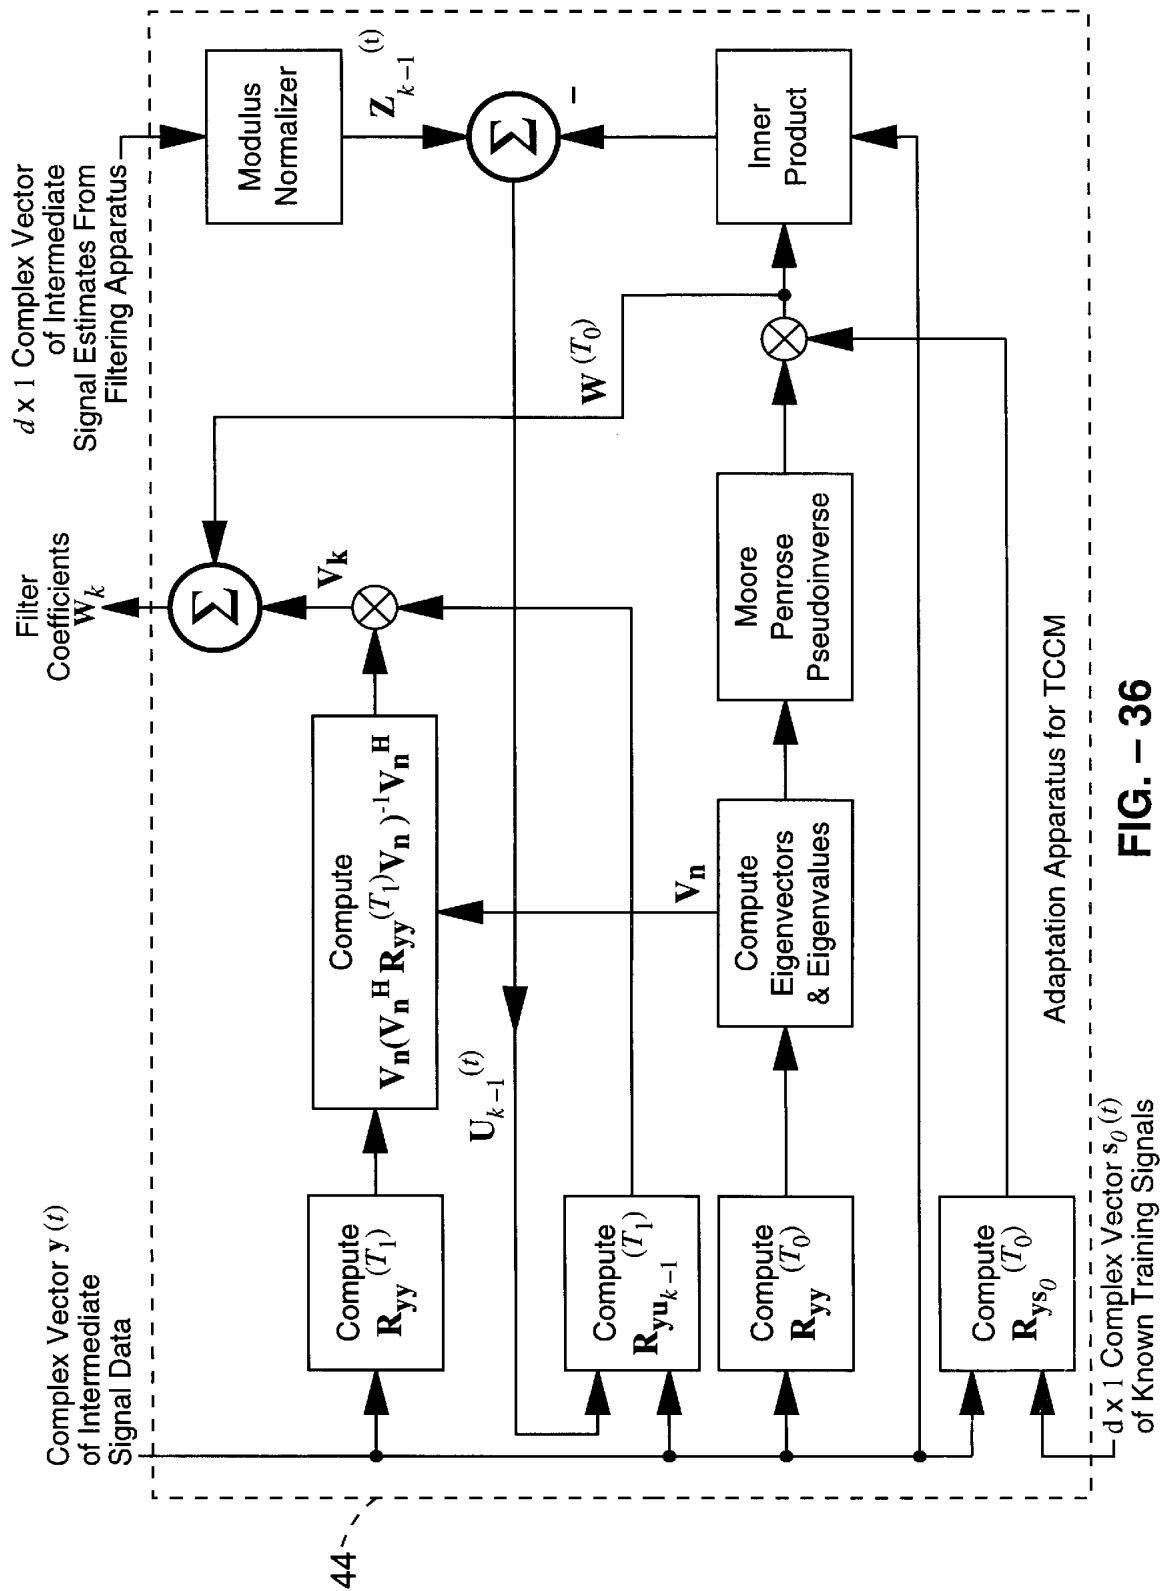 Complex Vector y (t)
of Intermediate
Signal Data
Filter
Coefficients
W_k
d x 1 Complex Vector
of Intermediate
Signal Estimates From
Filtering Apparatus
44
Compute
R_yy^(T_1)
Compute
V_n(V_n^H R_yy^(T_1) V_n)^-1 V_n^H
V_k
Σ
Modulus
Normalizer
Z_k−1^(t)
Σ
−
U_k−1^(t)
W^(T_0)
Compute
R_yu_k−1^(T_1)
Compute
R_yy^(T_0)
Compute
Eigenvectors
& Eigenvalues
V_n
Moore
Penrose
Pseudoinverse
Inner
Product
Compute
R_ys_0^(T_0)
d x 1 Complex Vector s_0 (t)
of Known Training Signals
Adaptation Apparatus for TCCM
FIG. – 36